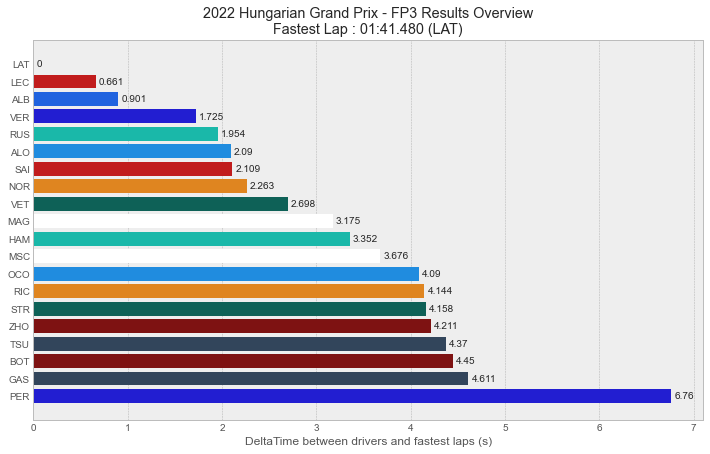 2022 Hungarian Grand Prix - FP3 Results Overview
Fastest Lap : 01:41.480 (LAT)
LAT 0
LEC 0.661
ALB 0.901
VER 1.725
RUS 1.954
ALO 2.09
SAI 2.109
NOR 2.263
VET 2.698
MAG 3.175
HAM 3.352
MSC 3.676
OCO 4.09
RIC 4.144
STR 4.158
ZHO 4.211
TSU 4.37
BOT 4.45
GAS 4.611
PER 6.76
0 1 2 3 4 5 6 7
DeltaTime between drivers and fastest laps (s)